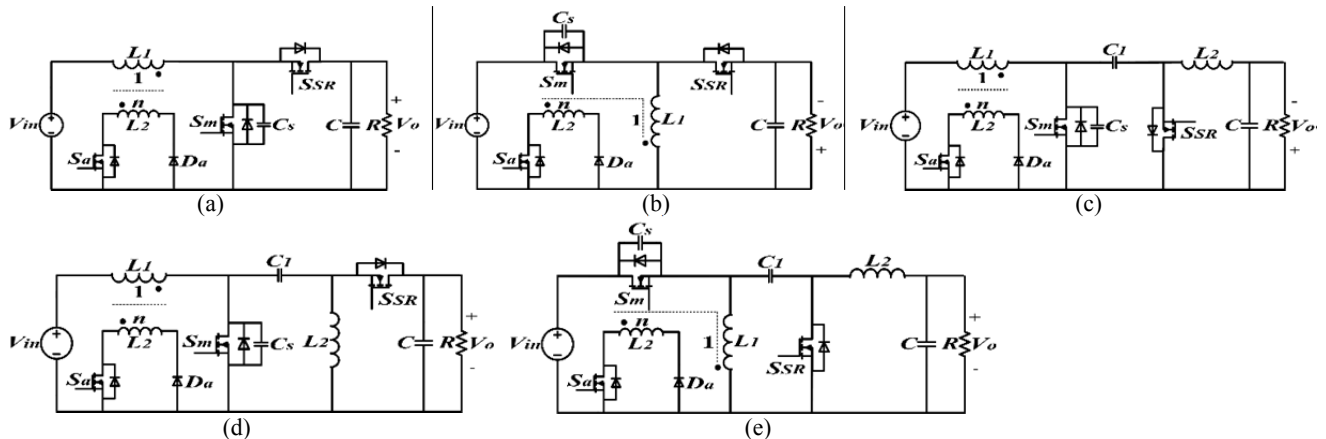 L1
1
n
L2
Vin
Sa
Da
Sm
Cs
SSR
C
R
+
Vo
-
(a)
Cs
Sm
SSR
n
L2
1
L1
Vin
Sa
Da
C
R
-
Vo
+
(b)
L1
1
n
L2
Vin
Sa
Da
C1
L2
Sm
Cs
SSR
C
R
-
Vo
+
(c)
L1
1
n
L2
Vin
Sa
Da
C1
SSR
Sm
Cs
L2
C
R
+
Vo
-
(d)
Cs
Sm
C1
L2
n
L2
1
L1
Vin
Sa
Da
SSR
C
R
+
Vo
-
(e)